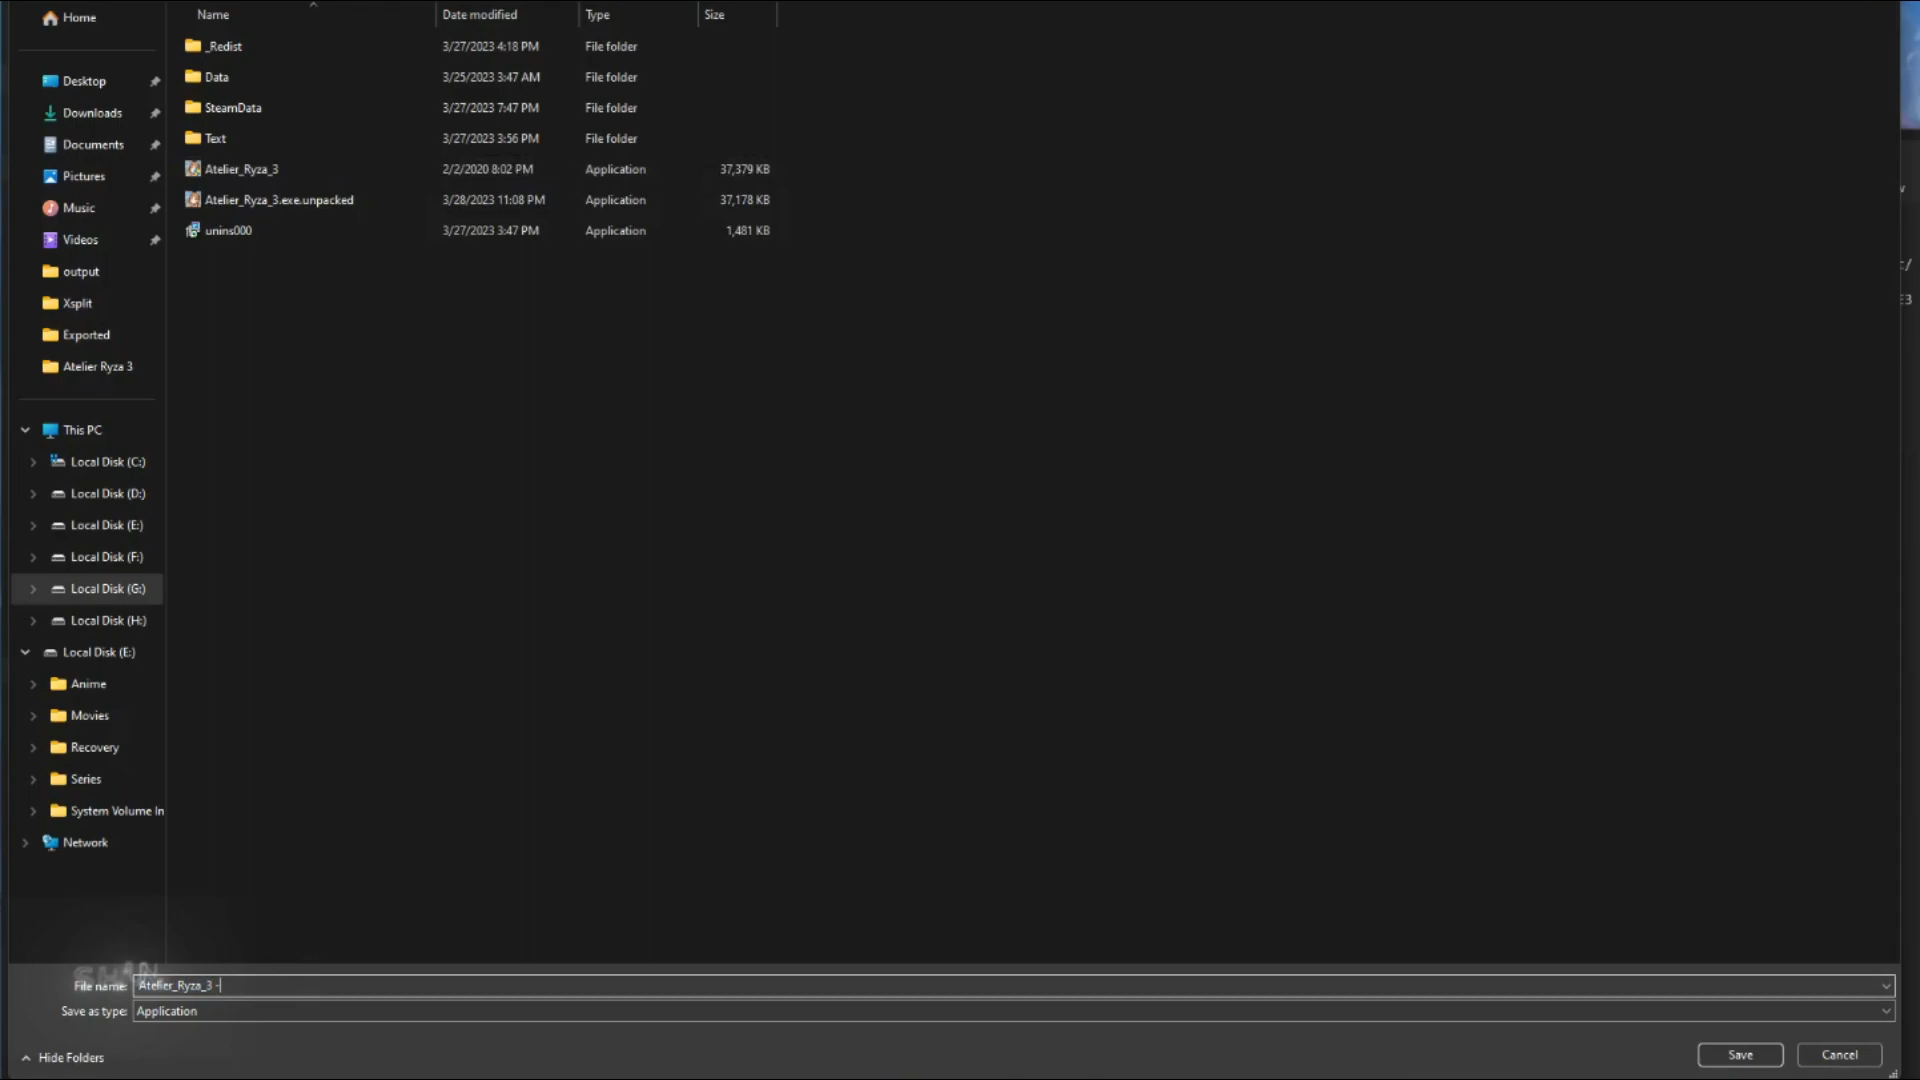 Home
Name Date modified Type Size
_Redist 3/27/2023 4:18 PM File folder
Desktop
Data 3/25/2023 3:47 AM File folder
Downloads
SteamData 3/27/2023 7:47 PM File folder
Documents
Text 3/27/2023 3:56 PM File folder
Pictures
Atelier_Ryza_3 2/2/2020 8:02 PM Application 37,379 KB
Music
Atelier_Ryza_3.exe.unpacked 3/28/2023 11:08 PM Application 37,178 KB
Videos
unins000 3/27/2023 3:47 PM Application 1,481 KB
output
Xsplit
Exported
Atelier Ryza 3
This PC
Local Disk (C:)
Local Disk (D:)
Local Disk (E:)
Local Disk (F:)
Local Disk (G:)
Local Disk (H:)
Local Disk (E:)
Anime
Movies
Recovery
Series
System Volume In
Network
SHIN
File name: Atelier_Ryza_3 -
Save as type: Application
Hide Folders
Save Cancel